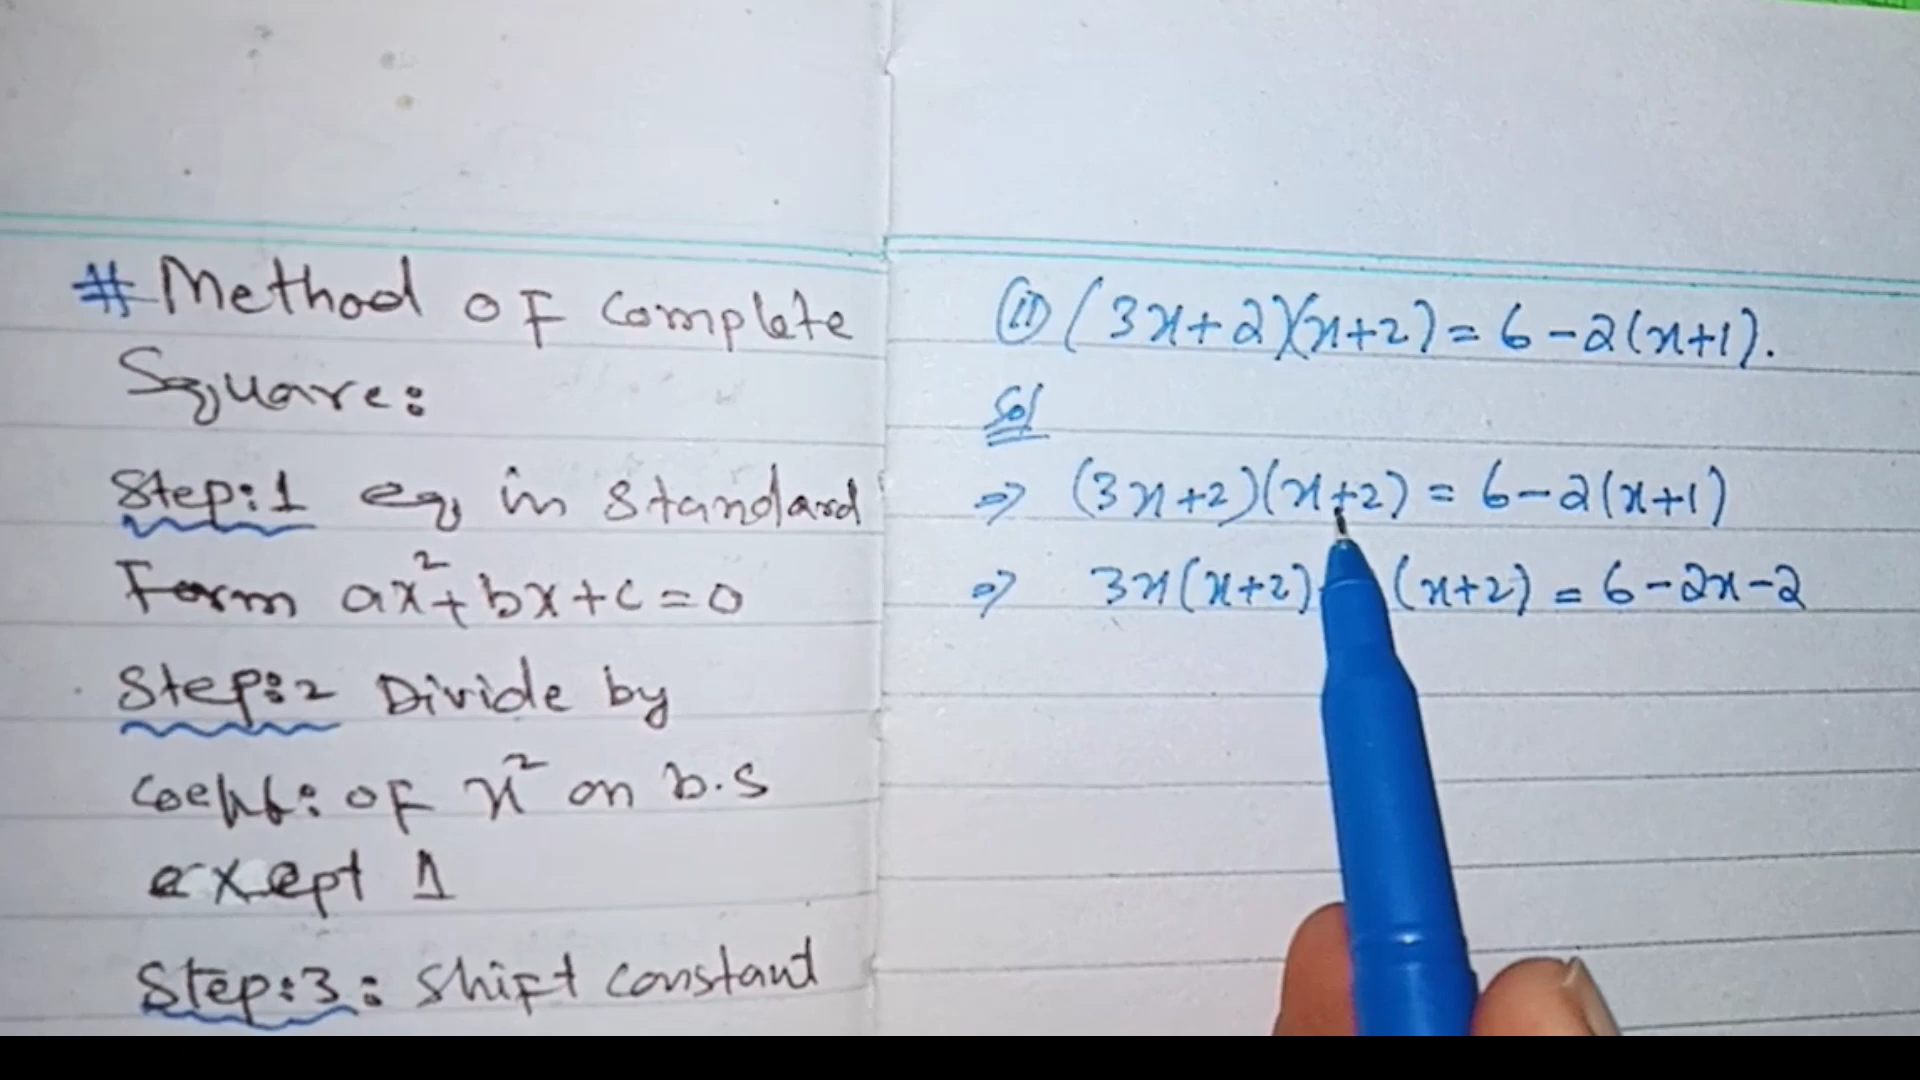 # Method of Complete
Square:
Step:1 eq in standard
Form ax²+bx+c=0
Step:2 Divide by
of x² on b.s
except 1
Step:3: Shift constant
(ii) (3x+2)(x+2)=6-2(x+1).
Sol
⇒ (3x+2)(x+2)=6-2(x+1)
⇒ 3x(x+2) (x+2)=6-2x-2